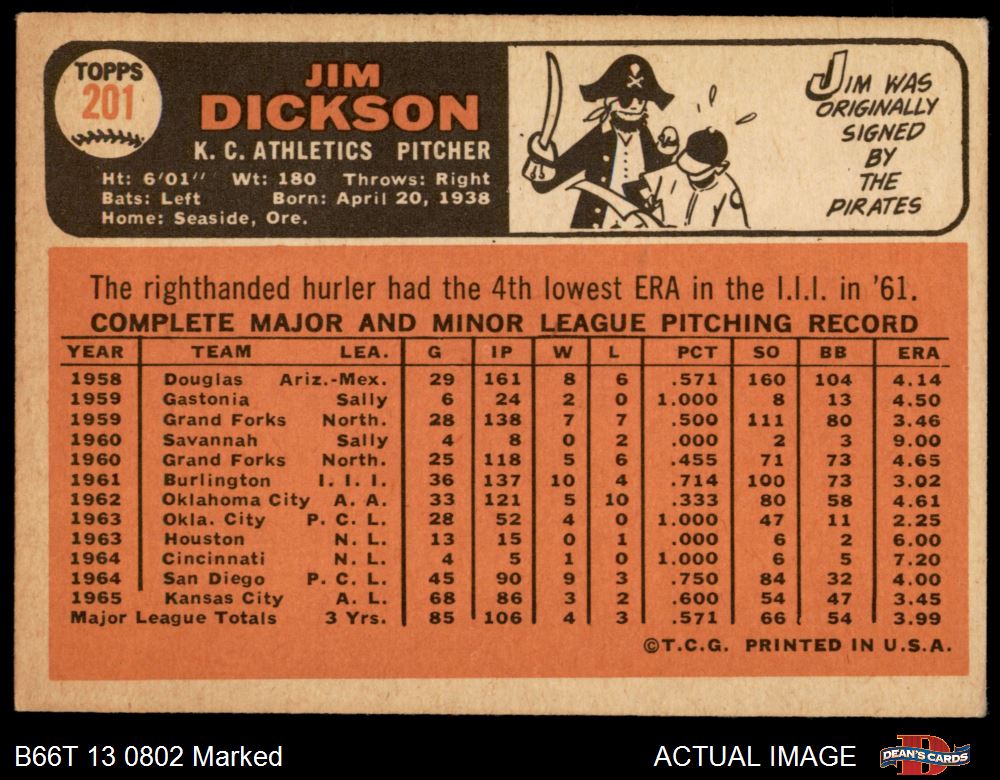 TOPPS
201
JIM
DICKSON
K. C. ATHLETICS PITCHER
Ht: 6'01'' Wt: 180 Throws: Right
Bats: Left Born: April 20, 1938
Home: Seaside, Ore.
JIM WAS
ORIGINALLY
SIGNED
BY
THE
PIRATES
The righthanded hurler had the 4th lowest ERA in the I.I.I. in '61.
COMPLETE MAJOR AND MINOR LEAGUE PITCHING RECORD
YEAR TEAM LEA. G IP W L PCT SO BB ERA
1958 Douglas Ariz.-Mex. 29 161 8 6 .571 160 104 4.14
1959 Gastonia Sally 6 24 2 0 1.000 8 13 4.50
1959 Grand Forks North. 28 138 7 7 .500 111 80 3.46
1960 Savannah Sally 4 8 0 2 .000 2 3 9.00
1960 Grand Forks North. 25 118 5 6 .455 71 73 4.65
1961 Burlington I. I. I. 36 137 10 4 .714 100 73 3.02
1962 Oklahoma City A. A. 33 121 5 10 .333 80 58 4.61
1963 Okla. City P. C. L. 28 52 4 0 1.000 47 11 2.25
1963 Houston N. L. 13 15 0 1 .000 6 2 6.00
1964 Cincinnati N. L. 4 5 1 0 1.000 6 5 7.20
1964 San Diego P. C. L. 45 90 9 3 .750 84 32 4.00
1965 Kansas City A. L. 68 86 3 2 .600 54 47 3.45
Major League Totals 3 Yrs. 85 106 4 3 .571 66 54 3.99
©T.C.G. PRINTED IN U.S.A.
B66T 13 0802 Marked
ACTUAL IMAGE
DEAN'S CARDS